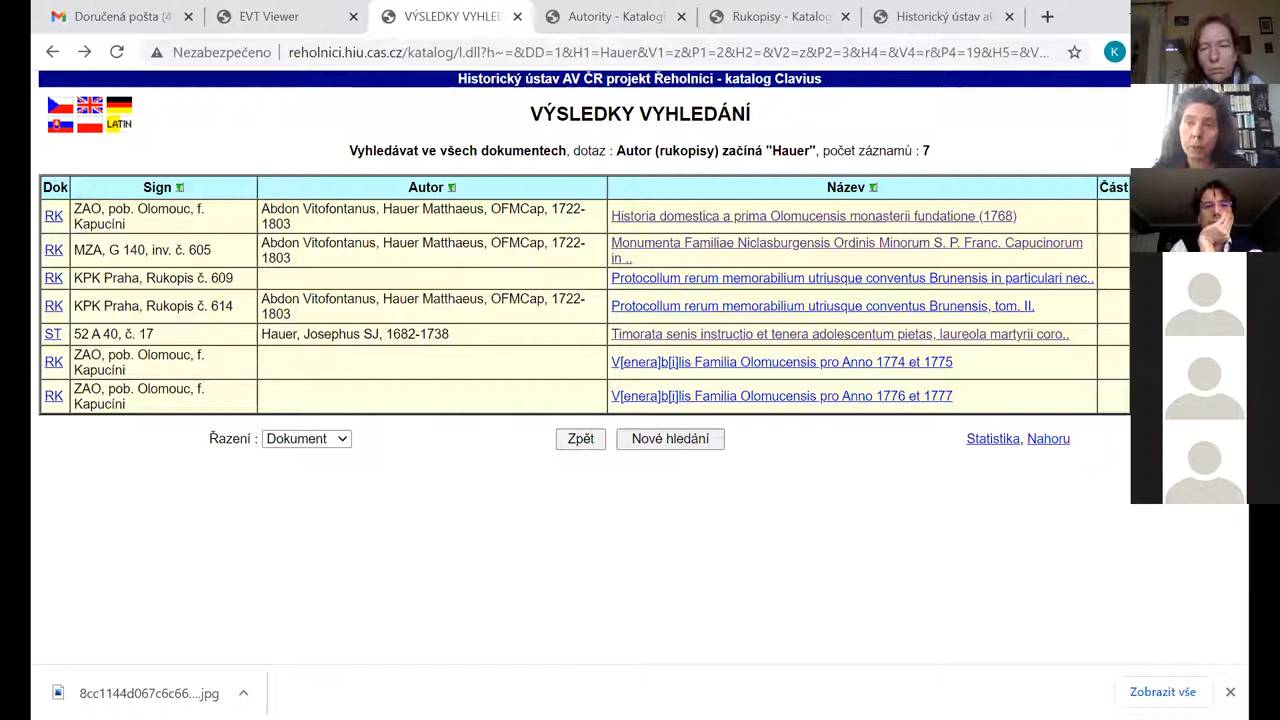 Doručená pošta (4
EVT Viewer
VÝSLEDKY VYHLED
Autority - Katalog
Rukopisy - Katalog
Historický ústav a
Nezabezpečeno
reholnici.hiu.cas.cz/katalog/l.dll?h~=&DD=1&H1=Hauer&V1=z&P1=2&H2=&V2=z&P2=3&H4=&V4=r&P4=19&H5=&V...
K
Historický ústav AV ČR projekt Řeholníci - katalog Clavius
LATIN
VÝSLEDKY VYHLEDÁNÍ
Vyhledávat ve všech dokumentech, dotaz : Autor (rukopisy) začíná "Hauer", počet záznamů : 7
Dok Sign Autor Název Část
RK ZAO, pob. Olomouc, f. Kapucíni Abdon Vitofontanus, Hauer Matthaeus, OFMCap, 1722-1803 Historia domestica a prima Olomucensis monasterii fundatione (1768)
RK MZA, G 140, inv. č. 605 Abdon Vitofontanus, Hauer Matthaeus, OFMCap, 1722-1803 Monumenta Familiae Niclasburgensis Ordinis Minorum S. P. Franc. Capucinorum in ..
RK KPK Praha, Rukopis č. 609 Protocollum rerum memorabilium utriusque conventus Brunensis in particulari nec..
RK KPK Praha, Rukopis č. 614 Abdon Vitofontanus, Hauer Matthaeus, OFMCap, 1722-1803 Protocollum rerum memorabilium utriusque conventus Brunensis, tom. II.
ST 52 A 40, č. 17 Hauer, Josephus SJ, 1682-1738 Timorata senis instructio et tenera adolescentum pietas, laureola martyrii coro..
RK ZAO, pob. Olomouc, f. Kapucíni V[enera]b[i]lis Familia Olomucensis pro Anno 1774 et 1775
RK ZAO, pob. Olomouc, f. Kapucíni V[enera]b[i]lis Familia Olomucensis pro Anno 1776 et 1777
Řazení : Dokument Zpět Nové hledání Statistika, Nahoru
8cc1144d067c6c66....jpg
Zobrazit vše